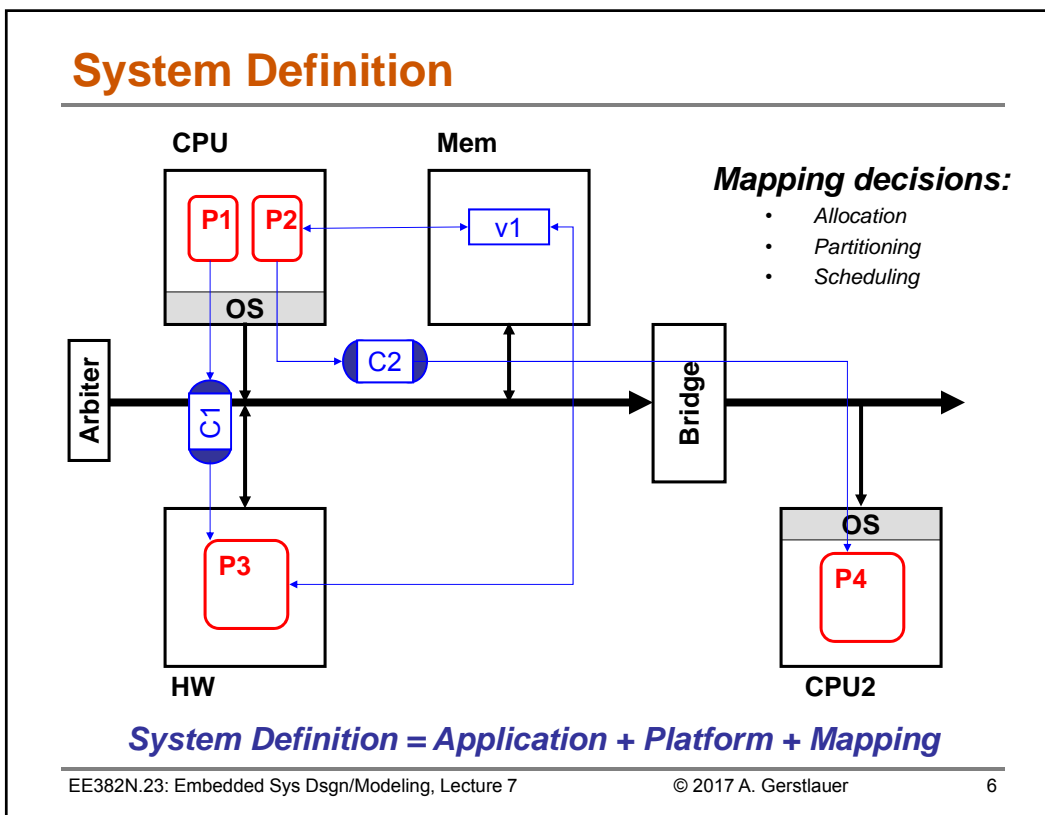 System Definition
CPU
Mem
Mapping decisions:
• Allocation
• Partitioning
• Scheduling
P1
P2
v1
OS
C2
Arbiter
C1
Bridge
P3
OS
P4
HW
CPU2
System Definition = Application + Platform + Mapping
EE382N.23: Embedded Sys Dsgn/Modeling, Lecture 7
© 2017 A. Gerstlauer
6